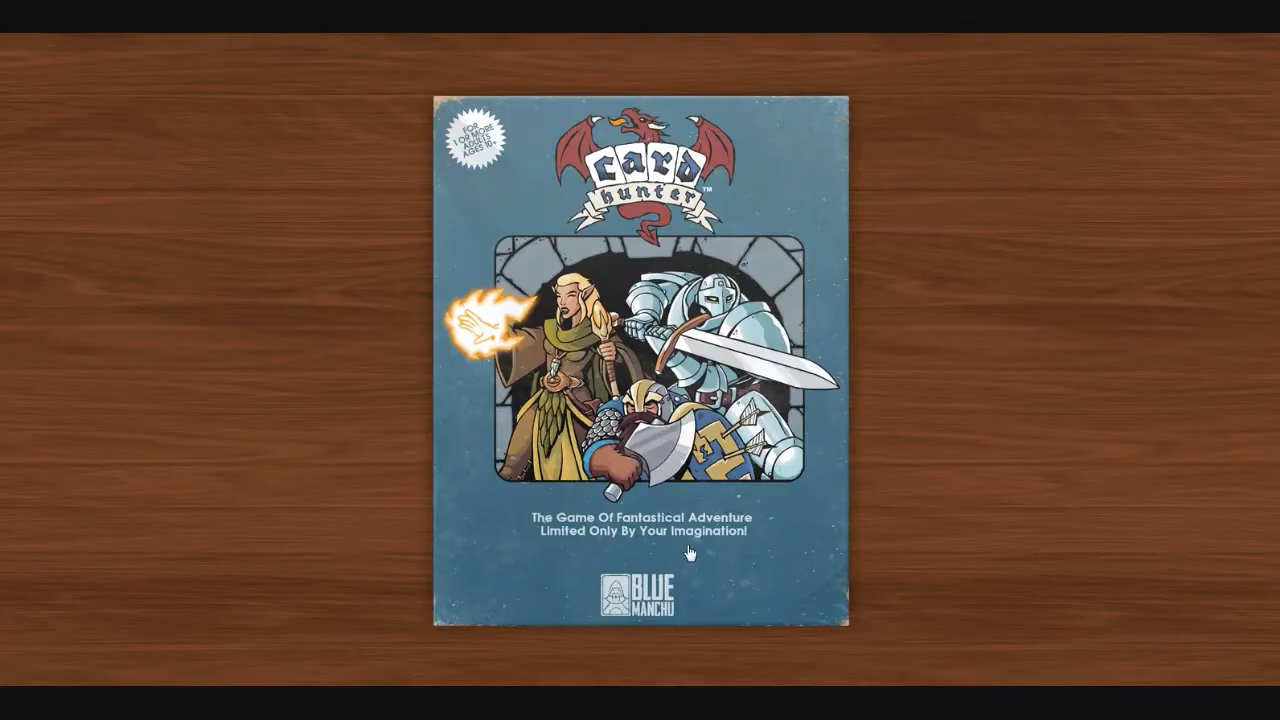 FOR
1 OR MORE
ADULTS
AGES 10+
card
hunter™
The Game Of Fantastical Adventure
Limited Only By Your Imagination!
BLUE
MANCHU